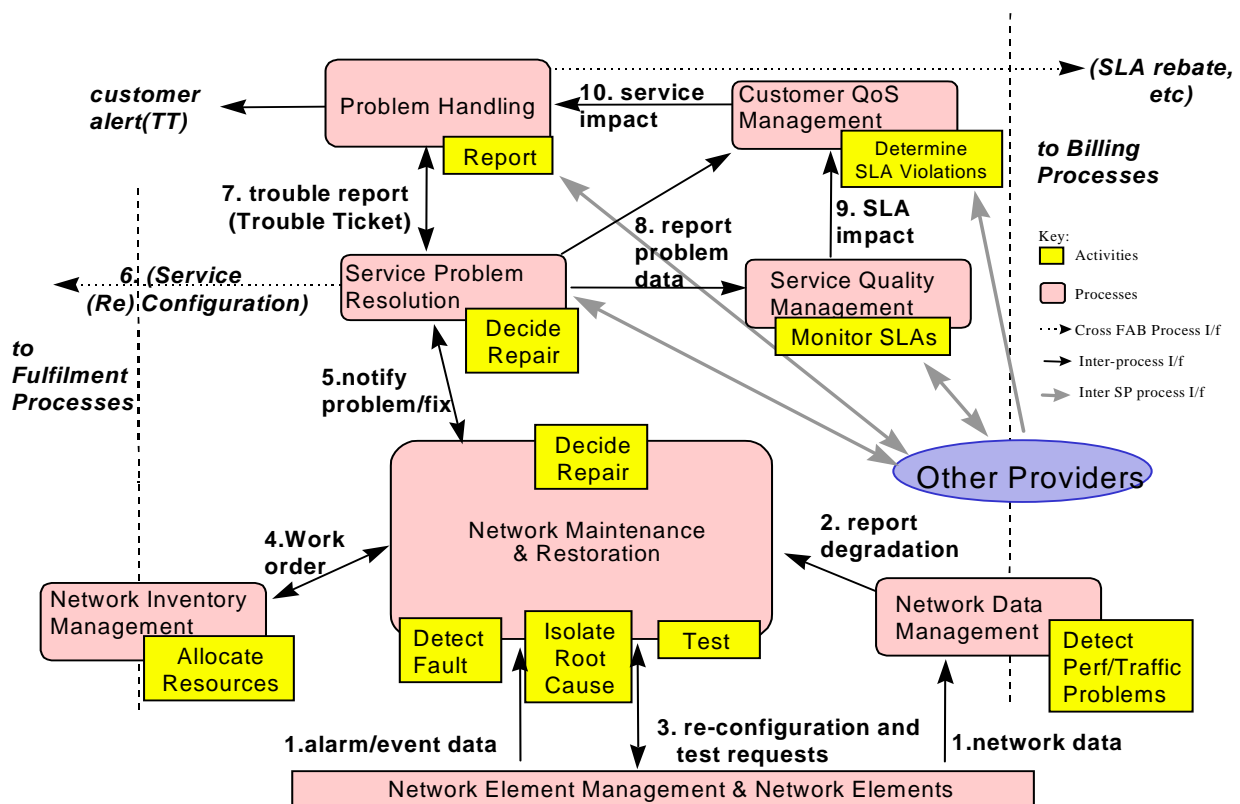 customer
alert(TT)
Problem Handling
Report
10. service
impact
Customer QoS
Management
Determine
SLA Violations
(SLA rebate,
etc)
to Billing
Processes
7. trouble report
(Trouble Ticket)
8. report
problem
data
9. SLA
impact
Key:
Activities
Processes
Cross FAB Process I/f
Inter-process I/f
Inter SP process I/f
6. (Service
(Re) Configuration)
Service Problem
Resolution
Decide
Repair
Service Quality
Management
Monitor SLAs
to
Fulfilment
Processes
5.notify
problem/fix
Decide
Repair
Other Providers
Network Maintenance
& Restoration
4.Work
order
2. report
degradation
Network Inventory
Management
Allocate
Resources
Detect
Fault
Isolate
Root
Cause
Test
Network Data
Management
Detect
Perf/Traffic
Problems
1.alarm/event data
3. re-configuration and
test requests
1.network data
Network Element Management & Network Elements